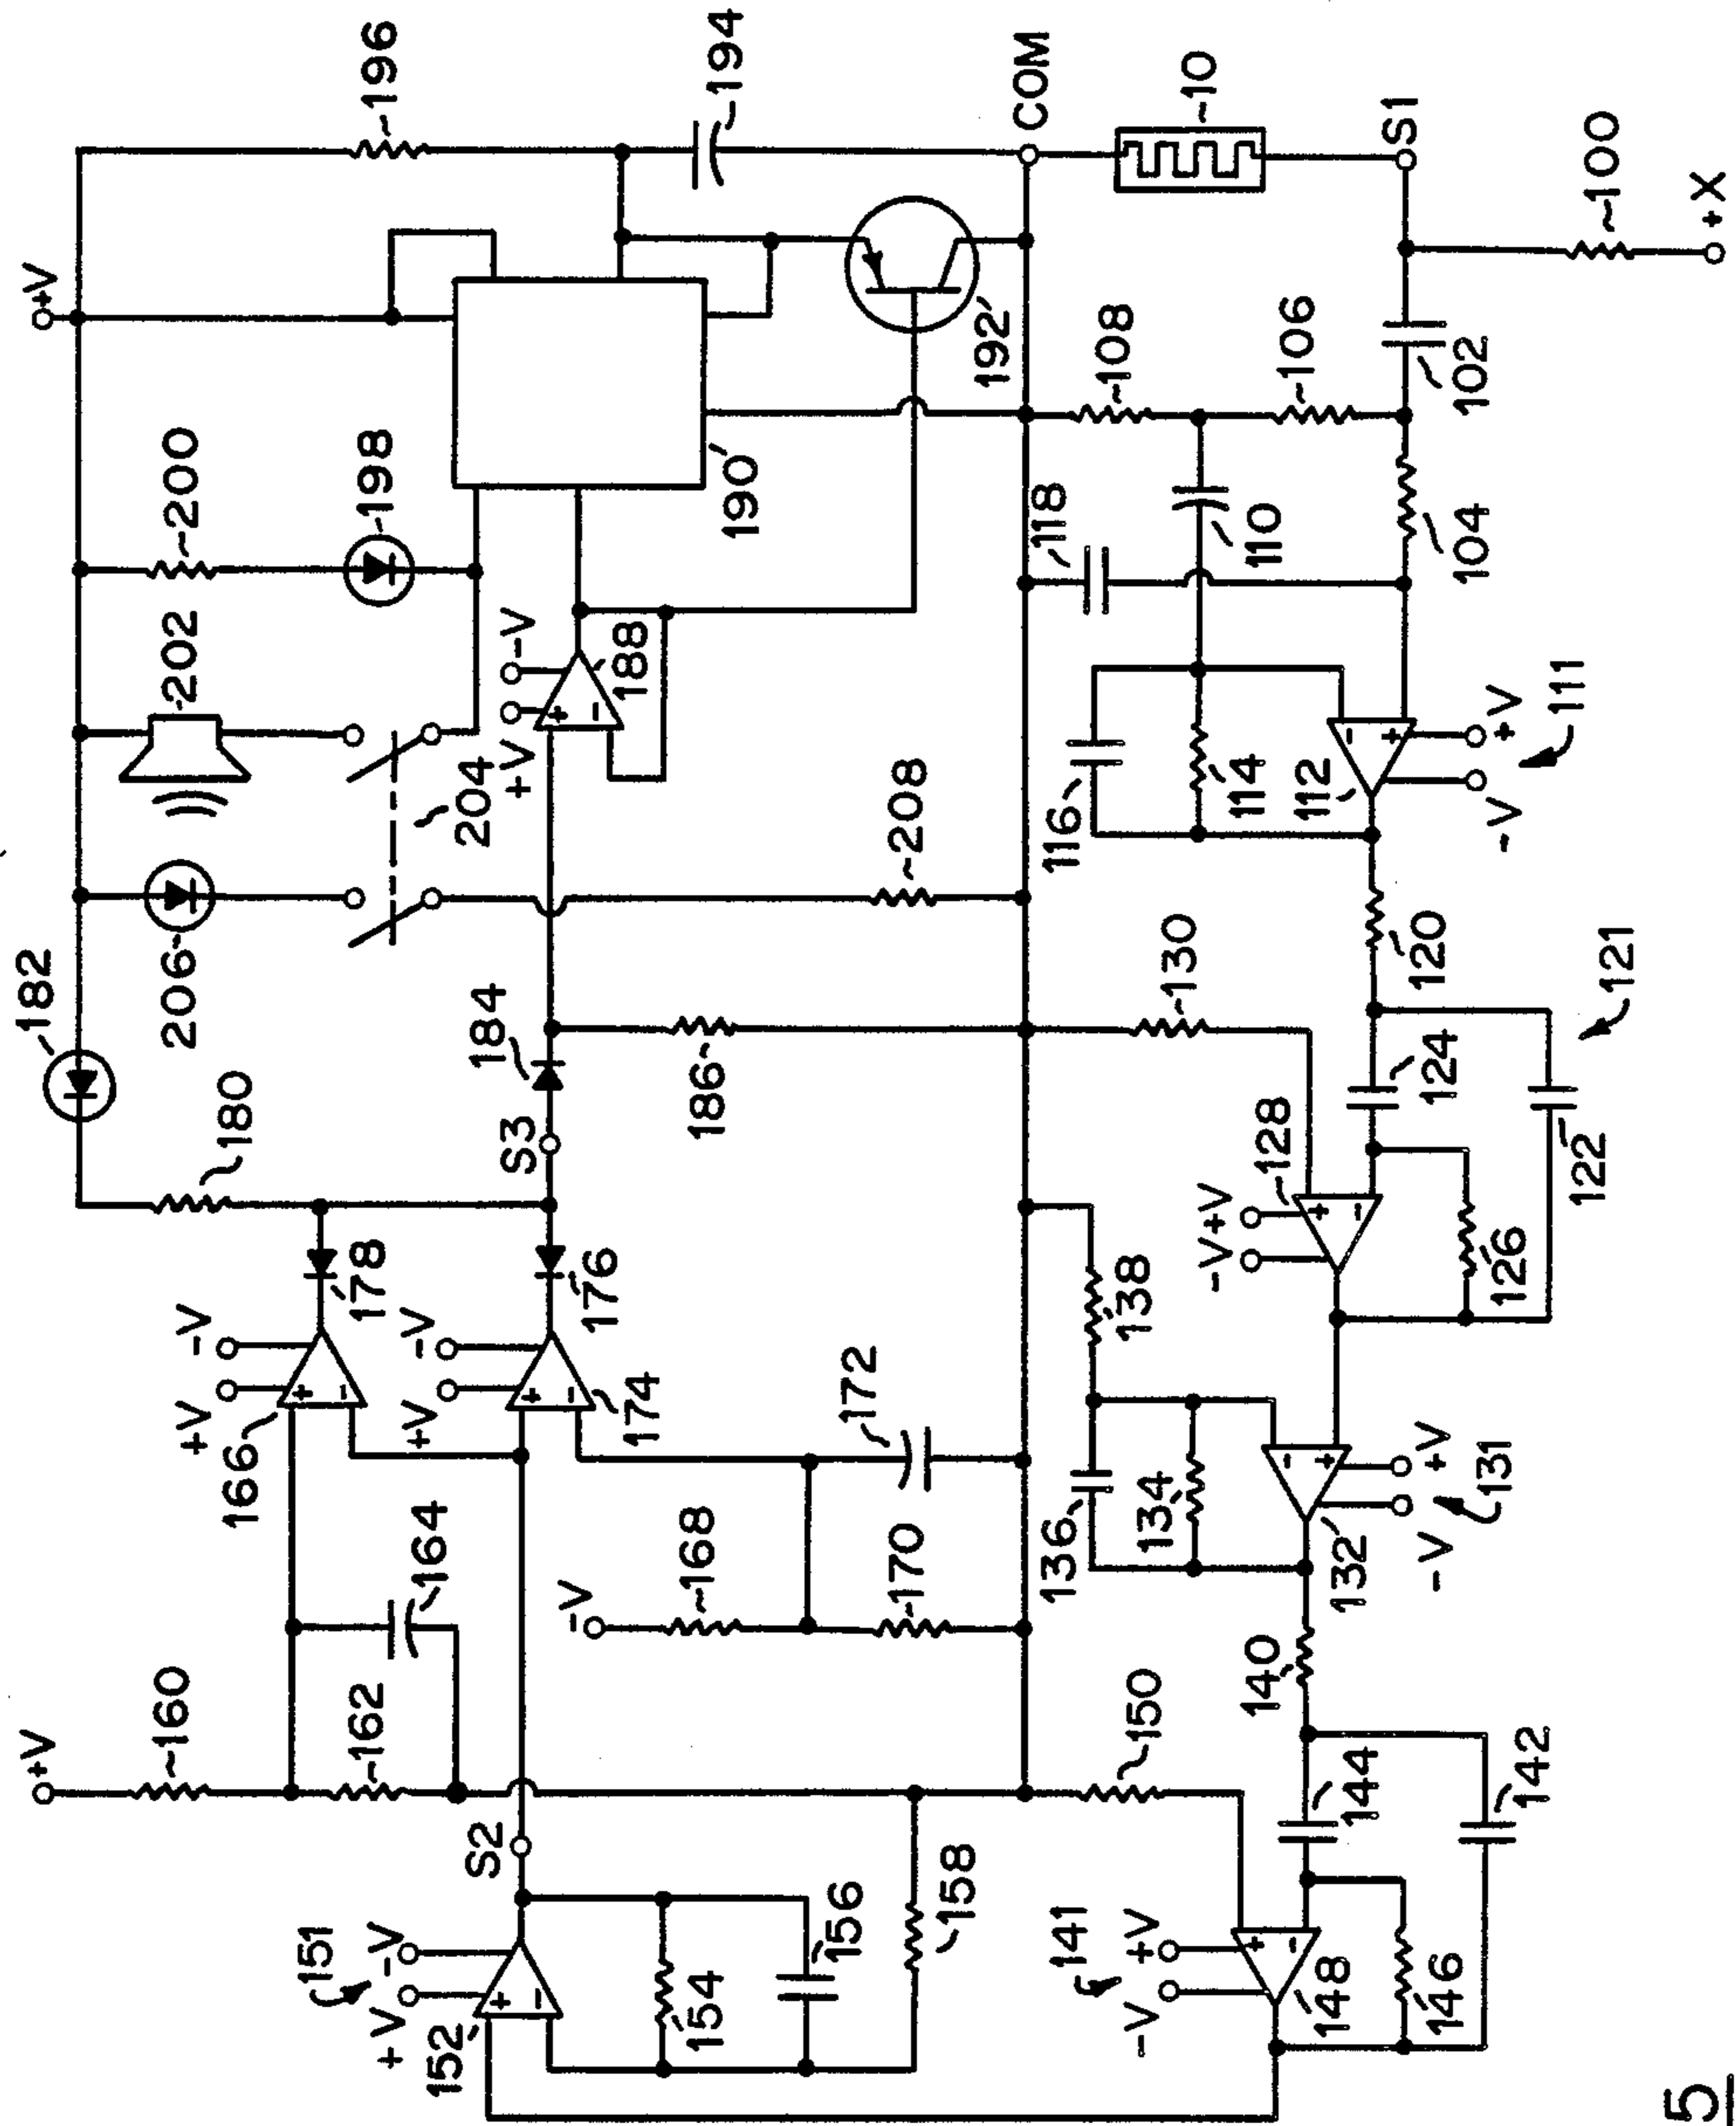 +V
196
194
COM
10
S1
100
+X
192'
108
106
102
104
190'
200
198
202
204
206
208
182
180
184
S3
186
+V
-V
188
118
110
116
114
112
111
-V
+V
120
121
130
124
122
128
-V
+V
126
138
136
134
132
131
-V
+V
140
150
144
142
141
-V
+V
148
146
178
176
+V
-V
166
+V
-V
174
172
164
168
170
-V
+V
160
162
S2
158
156
154
151
+V
-V
152
5